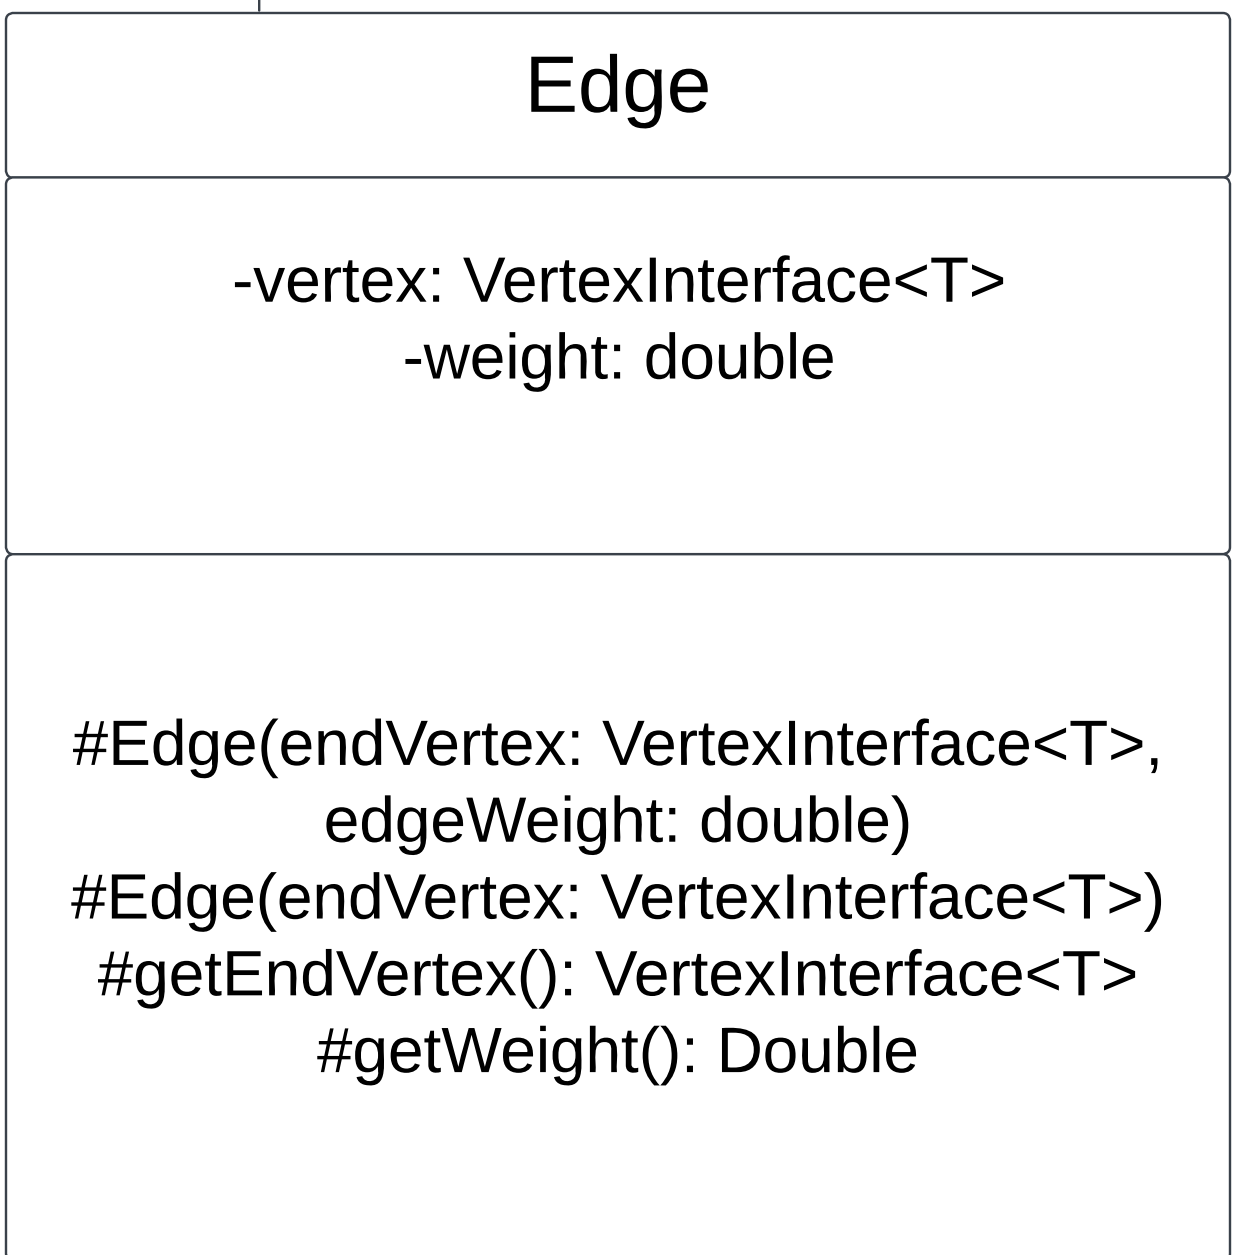 Edge
-vertex: VertexInterface<T>
-weight: double
#Edge(endVertex: VertexInterface<T>,
edgeWeight: double)
#Edge(endVertex: VertexInterface<T>)
#getEndVertex(): VertexInterface<T>
#getWeight(): Double